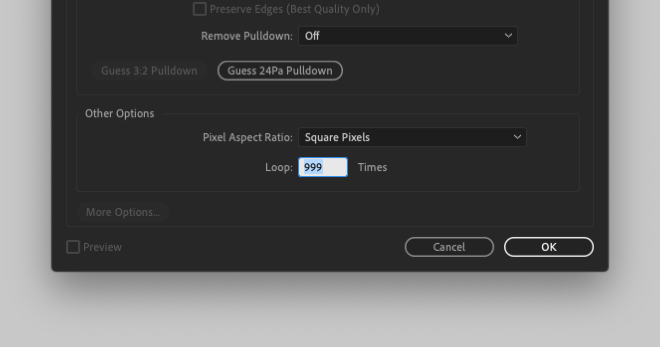 Preserve Edges (Best Quality Only)
Remove Pulldown: Off
Guess 3:2 Pulldown Guess 24Pa Pulldown
Other Options
Pixel Aspect Ratio: Square Pixels
Loop: 999 Times
More Options...
Preview Cancel OK